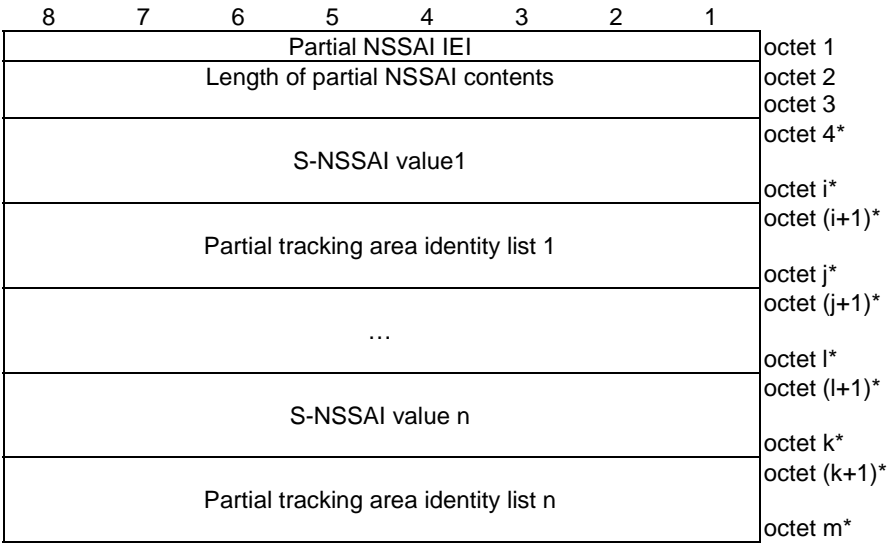 8 7 6 5 4 3 2 1
Partial NSSAI IEI octet 1
Length of partial NSSAI contents octet 2
octet 3
octet 4*
S-NSSAI value1
octet i*
octet (i+1)*
Partial tracking area identity list 1
octet j*
octet (j+1)*
…
octet l*
octet (l+1)*
S-NSSAI value n
octet k*
octet (k+1)*
Partial tracking area identity list n
octet m*